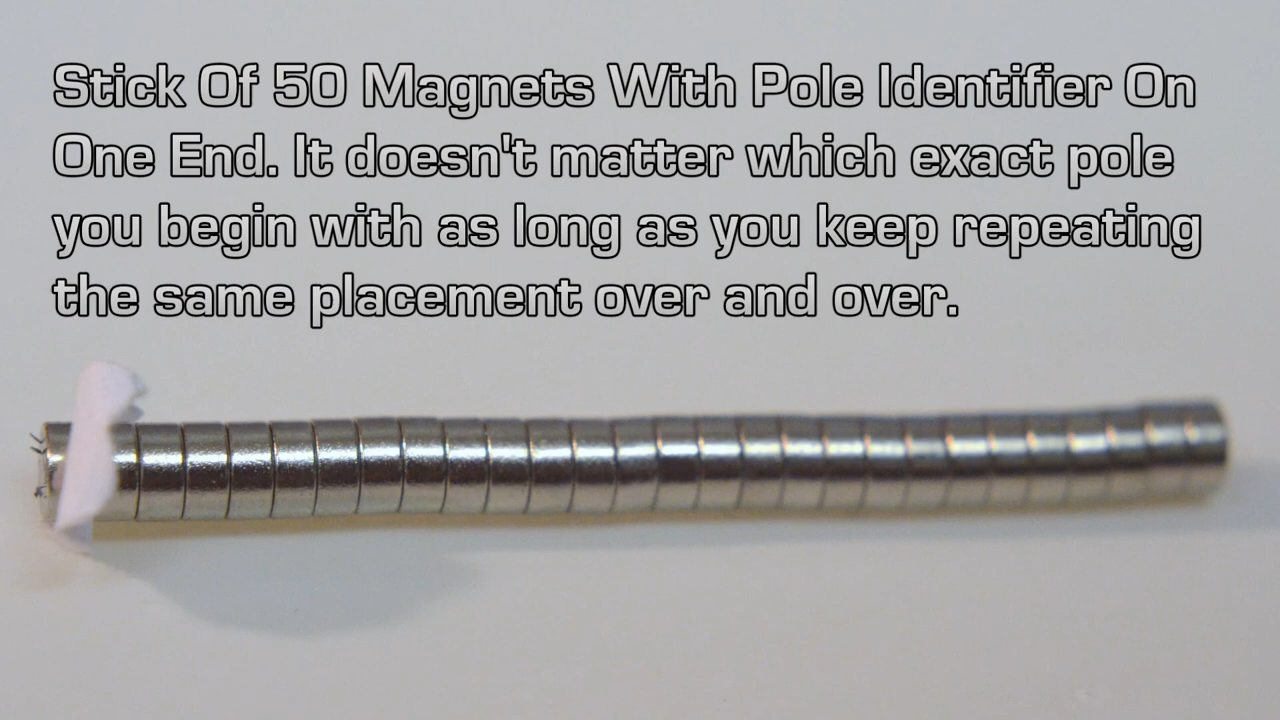 Stick Of 50 Magnets With Pole Identifier On
One End. It doesn't matter which exact pole
you begin with as long as you keep repeating
the same placement over and over.